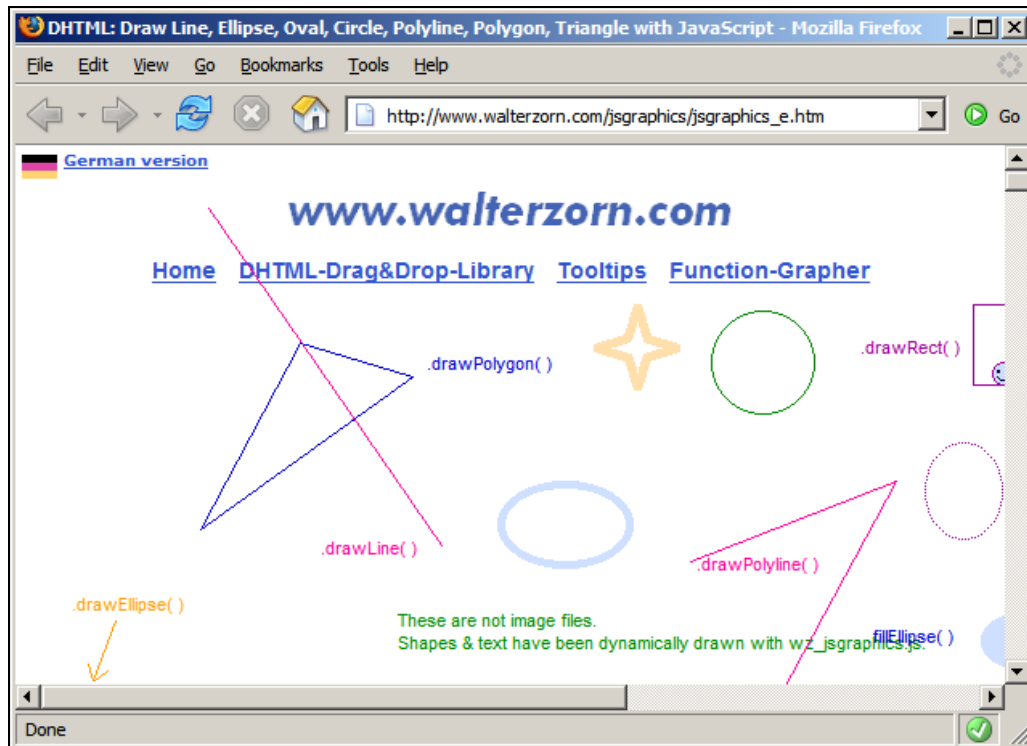 DHTML: Draw Line, Ellipse, Oval, Circle, Polyline, Polygon, Triangle with JavaScript - Mozilla Firefox
File Edit View Go Bookmarks Tools Help
http://www.walterzorn.com/jsgraphics/jsgraphics_e.htm Go
German version
www.walterzorn.com
Home DHTML-Drag&Drop-Library Tooltips Function-Grapher
.drawRect( )
.drawPolygon( )
.drawLine( )
.drawPolyline( )
.drawEllipse( )
These are not image files.
Shapes & text have been dynamically drawn with wz_jsgraphics.js.
fillEllipse( )
Done